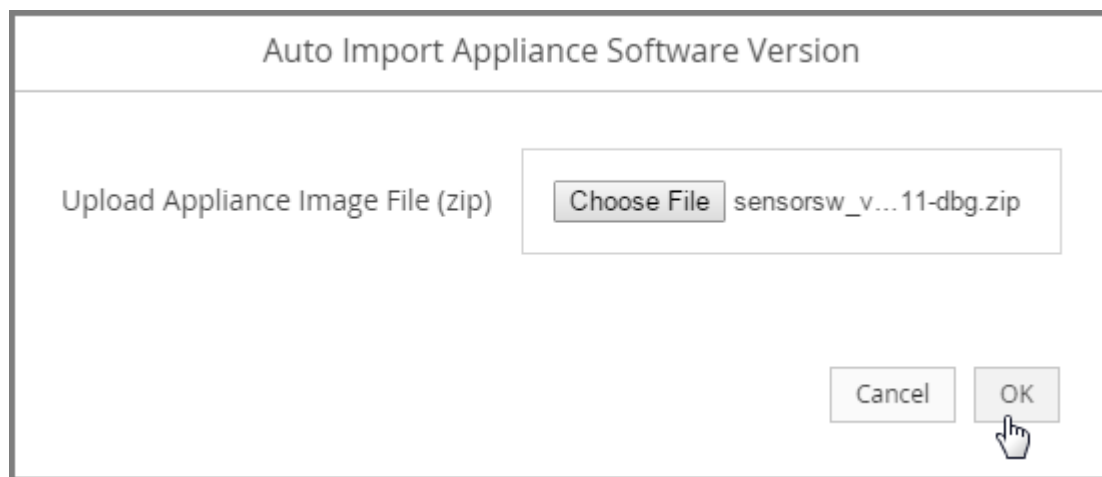 Auto Import Appliance Software Version
Upload Appliance Image File (zip) Choose File sensorsw_v...11-dbg.zip
Cancel OK